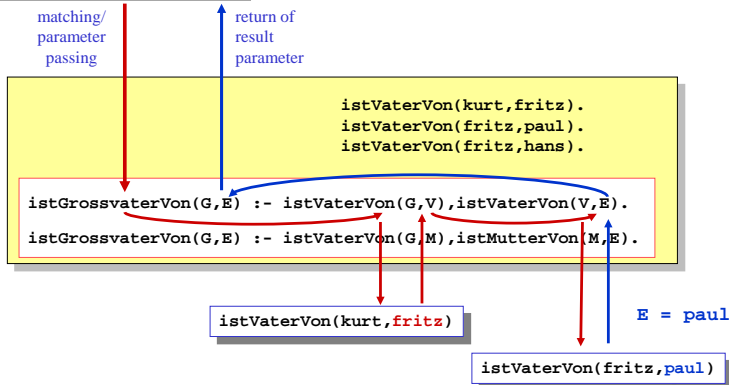 matching/
parameter
passing
return of
result
parameter
istVaterVon(kurt,fritz).
istVaterVon(fritz,paul).
istVaterVon(fritz,hans).
istGrossvaterVon(G,E) :- istVaterVon(G,V),istVaterVon(V,E).
istGrossvaterVon(G,E) :- istVaterVon(G,M),istMutterVon(M,E).
istVaterVon(kurt,fritz)
E = paul
istVaterVon(fritz,paul)